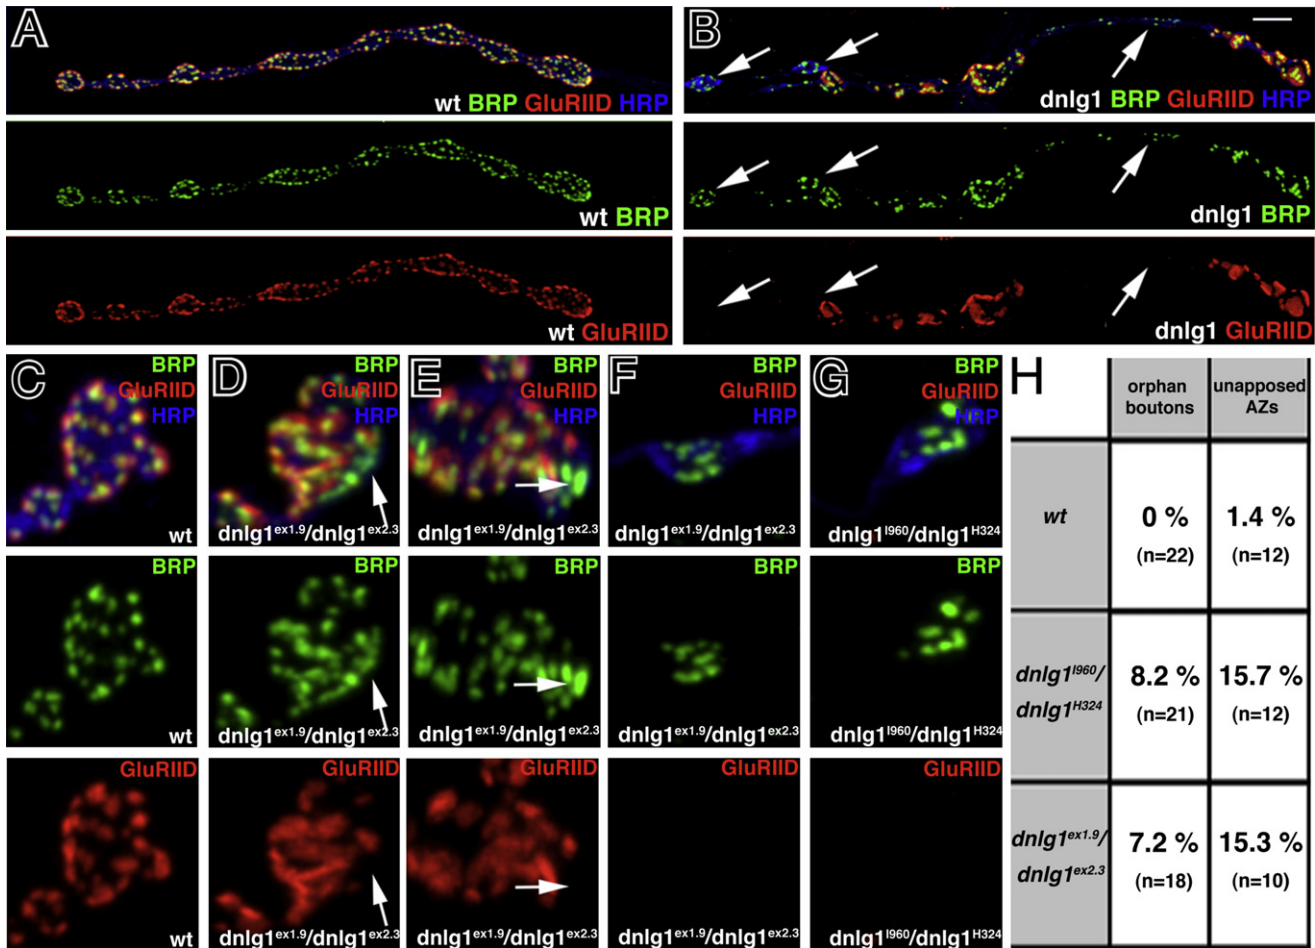 A
wt BRP GluRIID HRP
wt BRP
wt GluRIID
B
dnlg1 BRP GluRIID HRP
dnlg1 BRP
dnlg1 GluRIID
C
BRP
GluRIID
HRP
wt
BRP
wt
GluRIID
wt
D
BRP
GluRIID
HRP
dnlg1ex1.9/dnlg1ex2.3
BRP
dnlg1ex1.9/dnlg1ex2.3
GluRIID
dnlg1ex1.9/dnlg1ex2.3
E
BRP
GluRIID
HRP
dnlg1ex1.9/dnlg1ex2.3
BRP
dnlg1ex1.9/dnlg1ex2.3
GluRIID
dnlg1ex1.9/dnlg1ex2.3
F
BRP
GluRIID
HRP
dnlg1ex1.9/dnlg1ex2.3
BRP
dnlg1ex1.9/dnlg1ex2.3
GluRIID
dnlg1ex1.9/dnlg1ex2.3
G
BRP
GluRIID
HRP
dnlg1I960/dnlg1H324
BRP
dnlg1I960/dnlg1H324
GluRIID
dnlg1I960/dnlg1H324
H
orphan
boutons
unapposed
AZs
wt
0 %
(n=22)
1.4 %
(n=12)
dnlg1I960/
dnlg1H324
8.2 %
(n=21)
15.7 %
(n=12)
dnlg1ex1.9/
dnlg1ex2.3
7.2 %
(n=18)
15.3 %
(n=10)